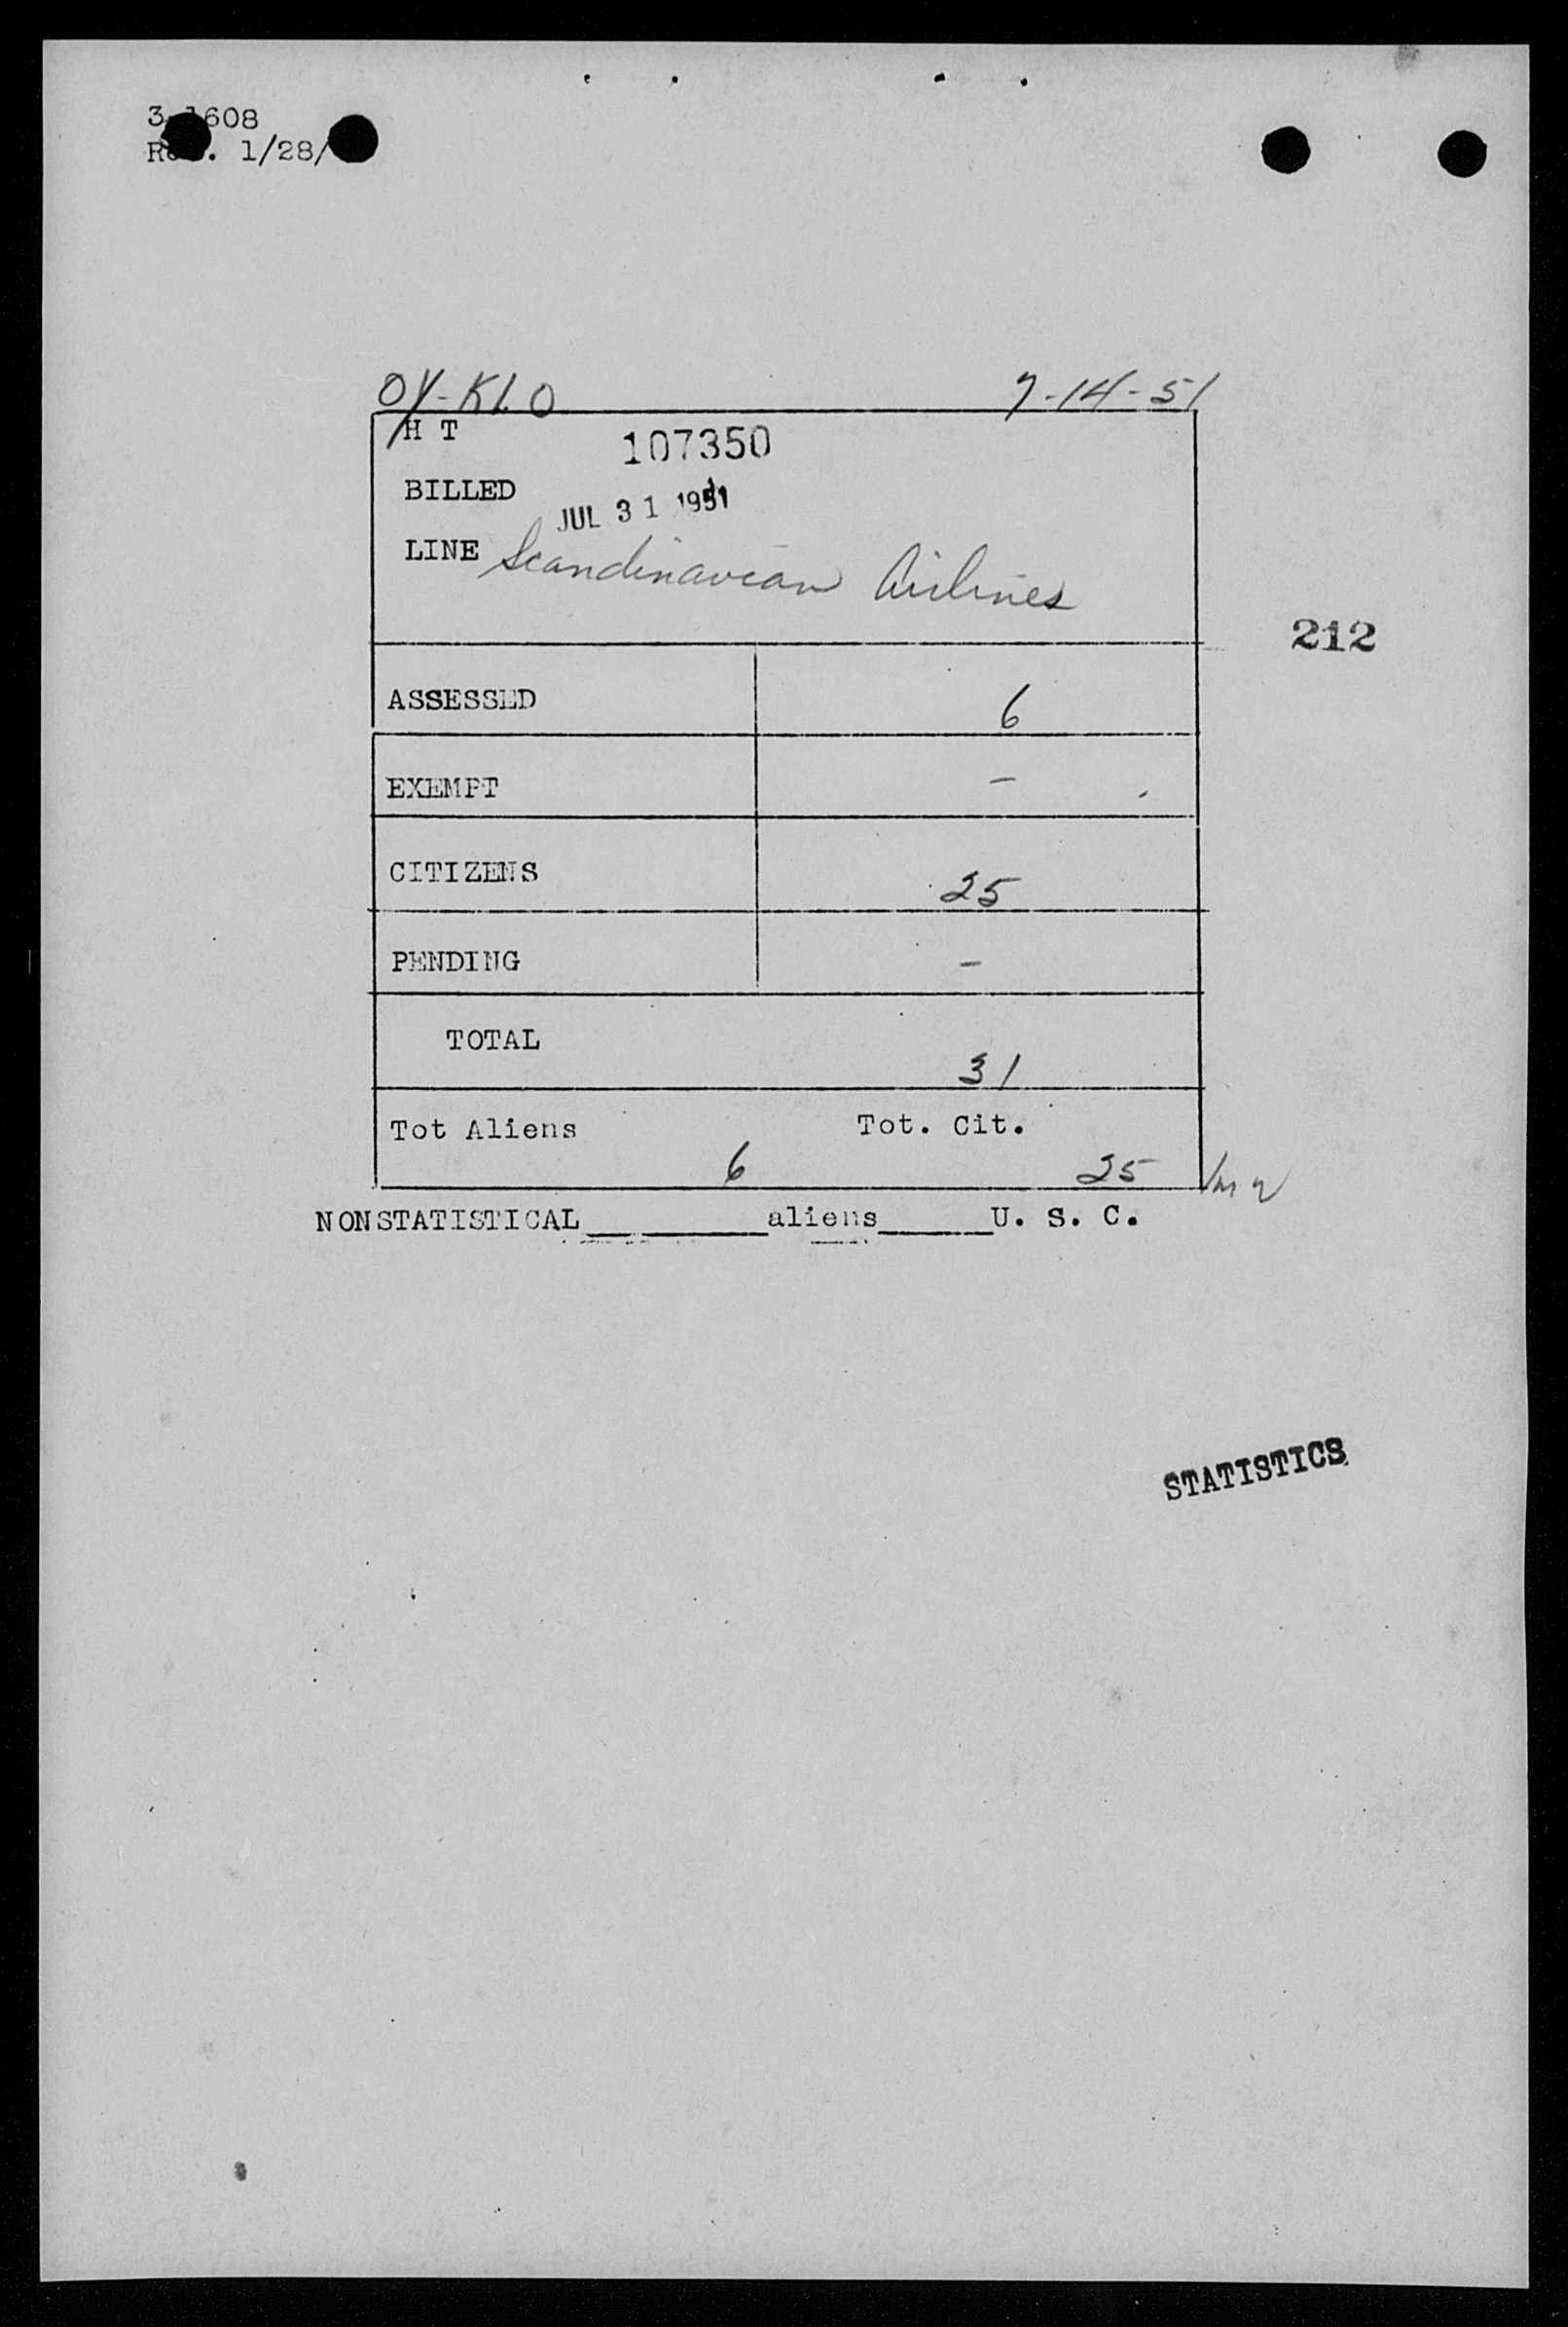 3-1608
Rev. 1/28/
OY-KLO 7-14-51
H T 107350
BILLED JUL 31 1951
LINE Scandinavian Airlines
212
ASSESSED 6
EXEMPT -
CITIZENS 25
PENDING -
TOTAL 31
Tot Aliens 6 Tot. Cit. 25
NONSTATISTICAL aliens U. S. C.
STATISTICS